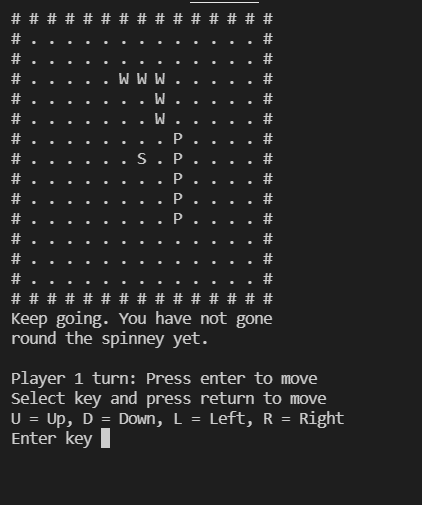 # # # # # # # # # # # # # # #
# . . . . . . . . . . . . . #
# . . . . . . . . . . . . . #
# . . . . . W W W . . . . . #
# . . . . . . . W . . . . . #
# . . . . . . . W . . . . . #
# . . . . . . . . P . . . . #
# . . . . . . S . P . . . . #
# . . . . . . . . P . . . . #
# . . . . . . . . P . . . . #
# . . . . . . . . P . . . . #
# . . . . . . . . . . . . . #
# . . . . . . . . . . . . . #
# . . . . . . . . . . . . . #
# # # # # # # # # # # # # # #
Keep going. You have not gone
round the spinney yet.
Player 1 turn: Press enter to move
Select key and press return to move
U = Up, D = Down, L = Left, R = Right
Enter key